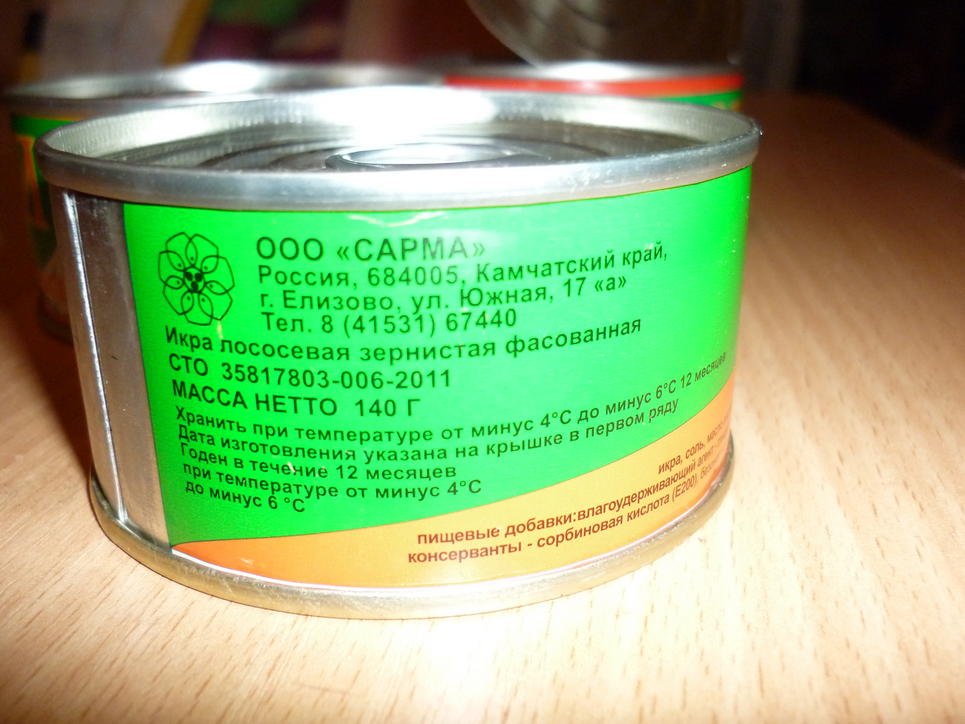 ООО «САРМА»
Россия, 684005, Камчатский край,
г. Елизово, ул. Южная, 17 «а»
Тел. 8 (41531) 67440
Икра лососевая зернистая фасованная
СТО 35817803-006-2011
МАССА НЕТТО 140 Г
Хранить при температуре от минус 4°С до минус 6°С 12 месяцев
Дата изготовления указана на крышке в первом ряду
Годен в течение 12 месяцев
при температуре от минус 4°С
до минус 6 °С
икра, соль, масло
пищевые добавки:влагоудерживающий агент-
консерванты - сорбиновая кислота (Е200),